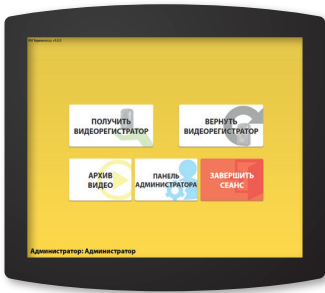 ПОЛУЧИТЬ
ВИДЕОРЕГИСТРАТОР
ВЕРНУТЬ
ВИДЕОРЕГИСТРАТОР
АРХИВ
ВИДЕО
ПАНЕЛЬ
АДМИНИСТРАТОРА
ЗАВЕРШИТЬ
СЕАНС
Администратор: Администратор